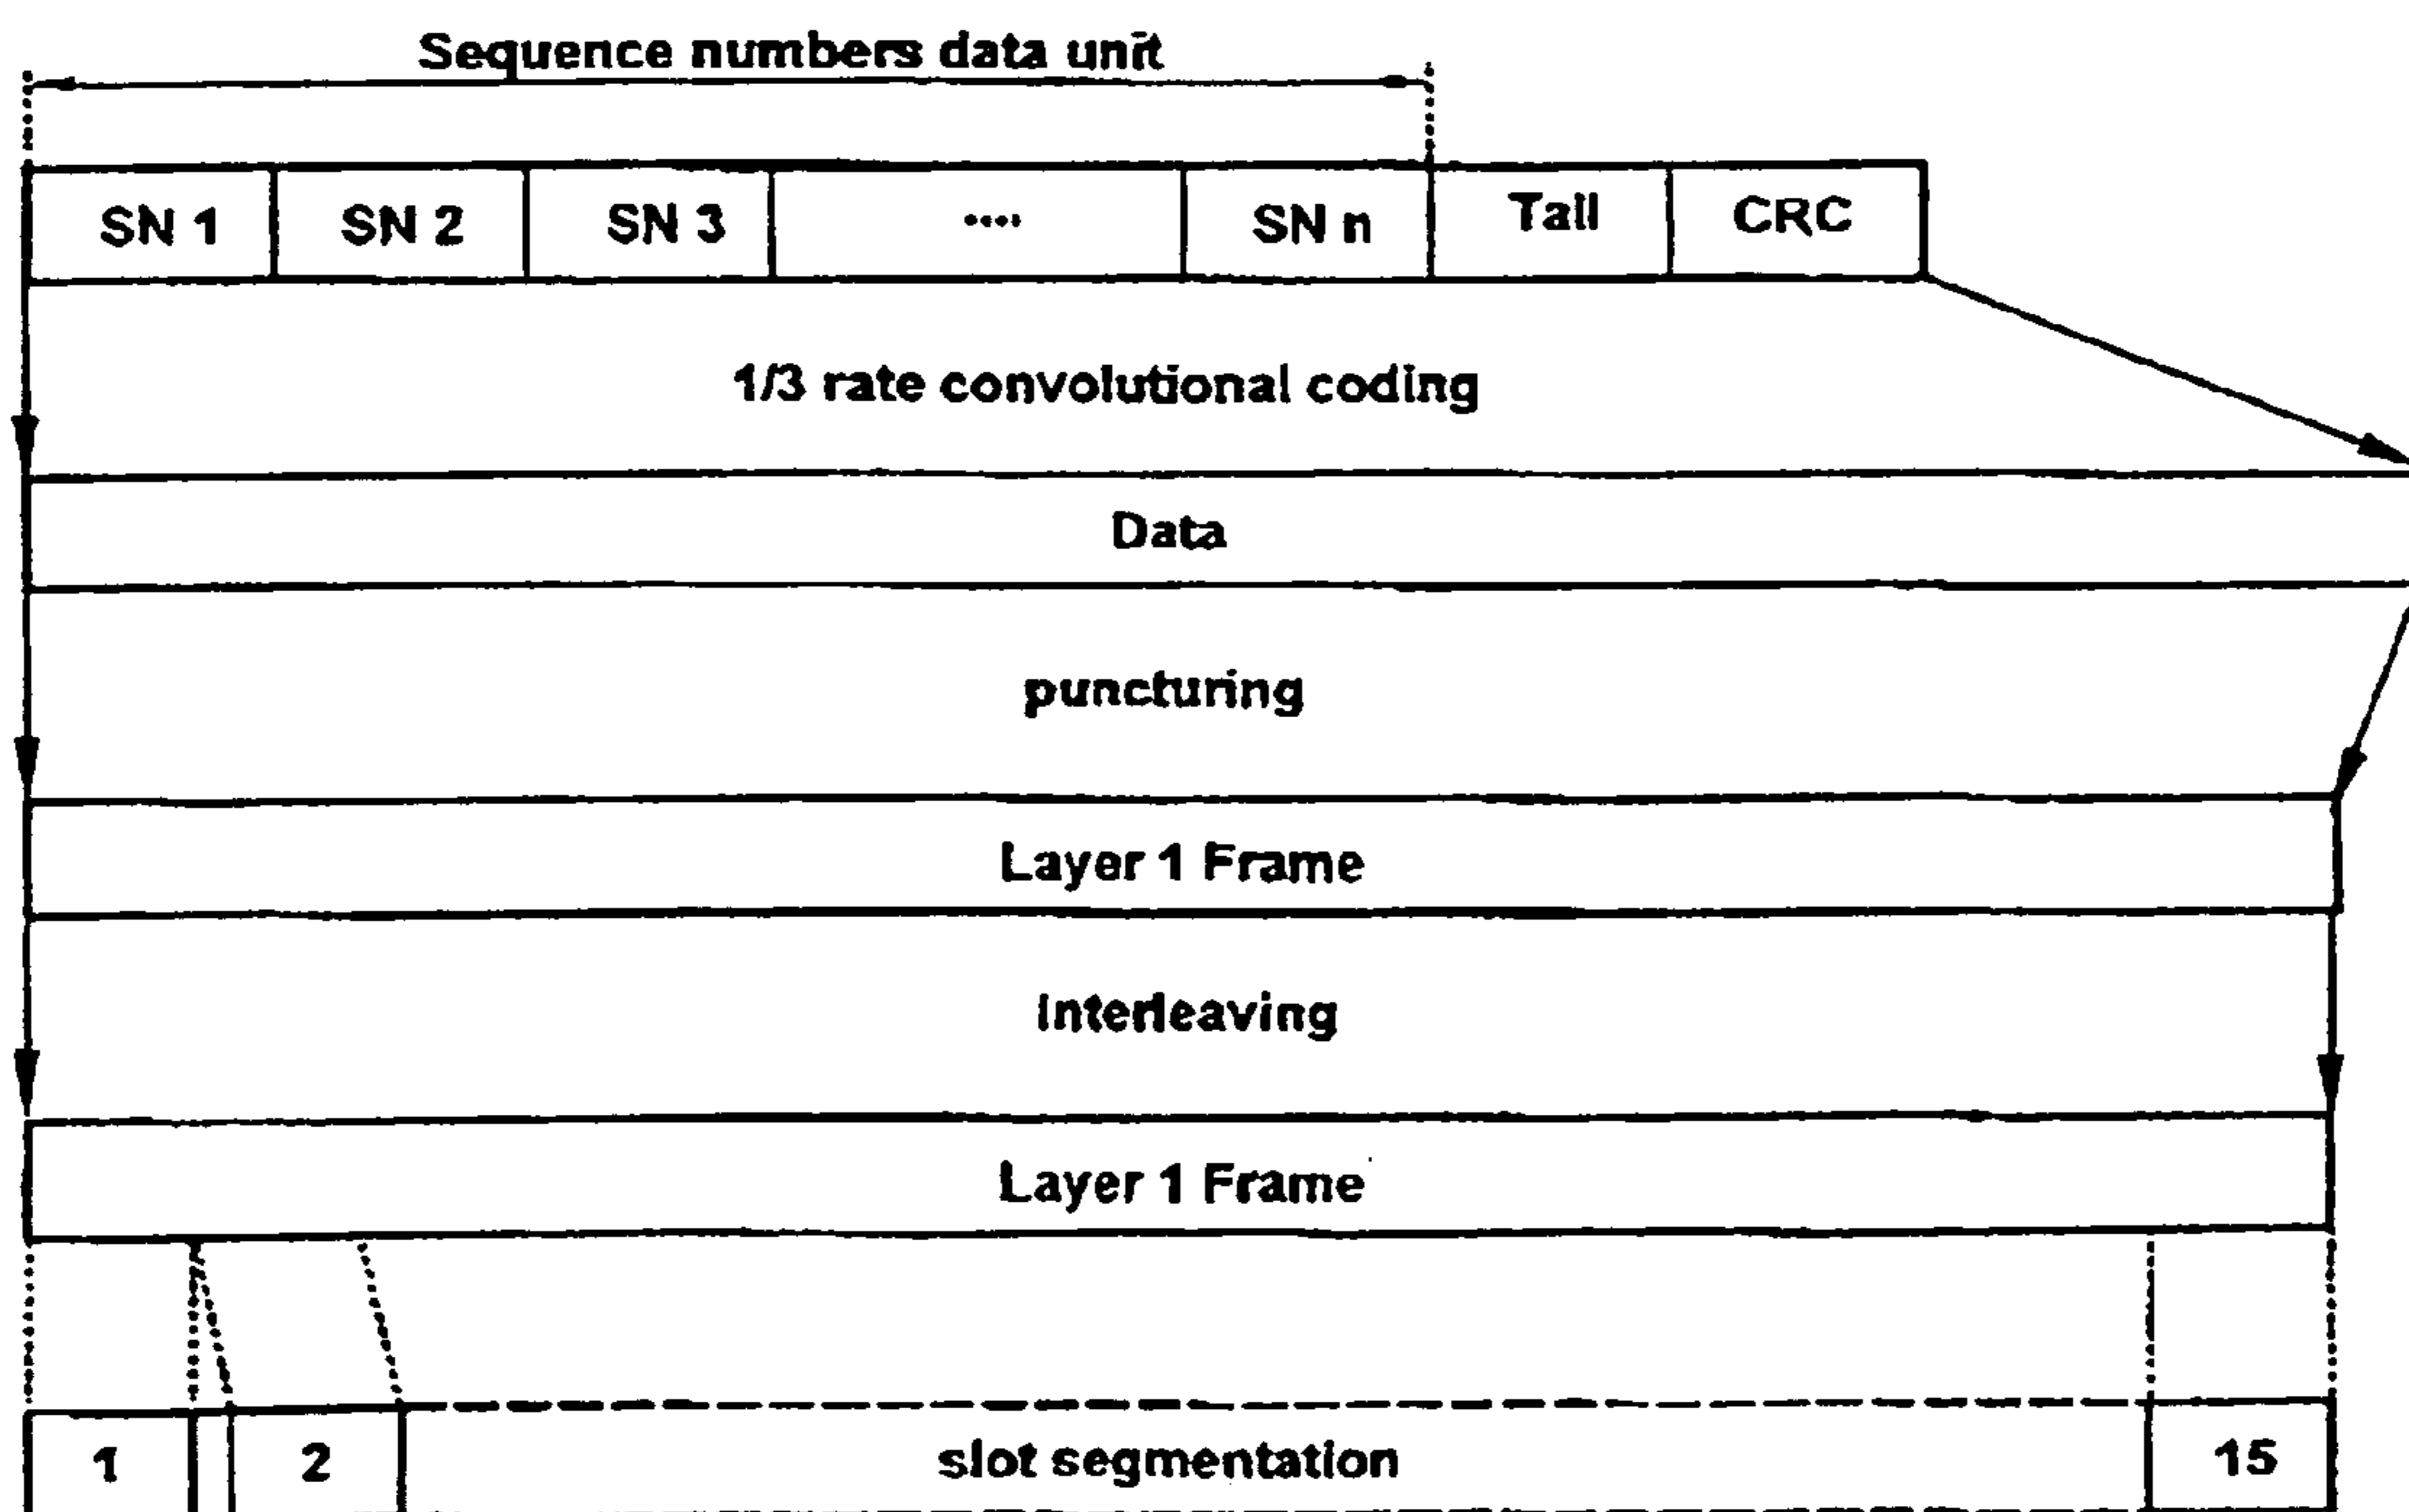 Sequence numbers data unit
SN 1 SN 2 SN 3 .... SN n Tail CRC
1/3 rate convolutional coding
Data
puncturing
Layer 1 Frame
Interleaving
Layer 1 Frame
1 2 slot segmentation 15